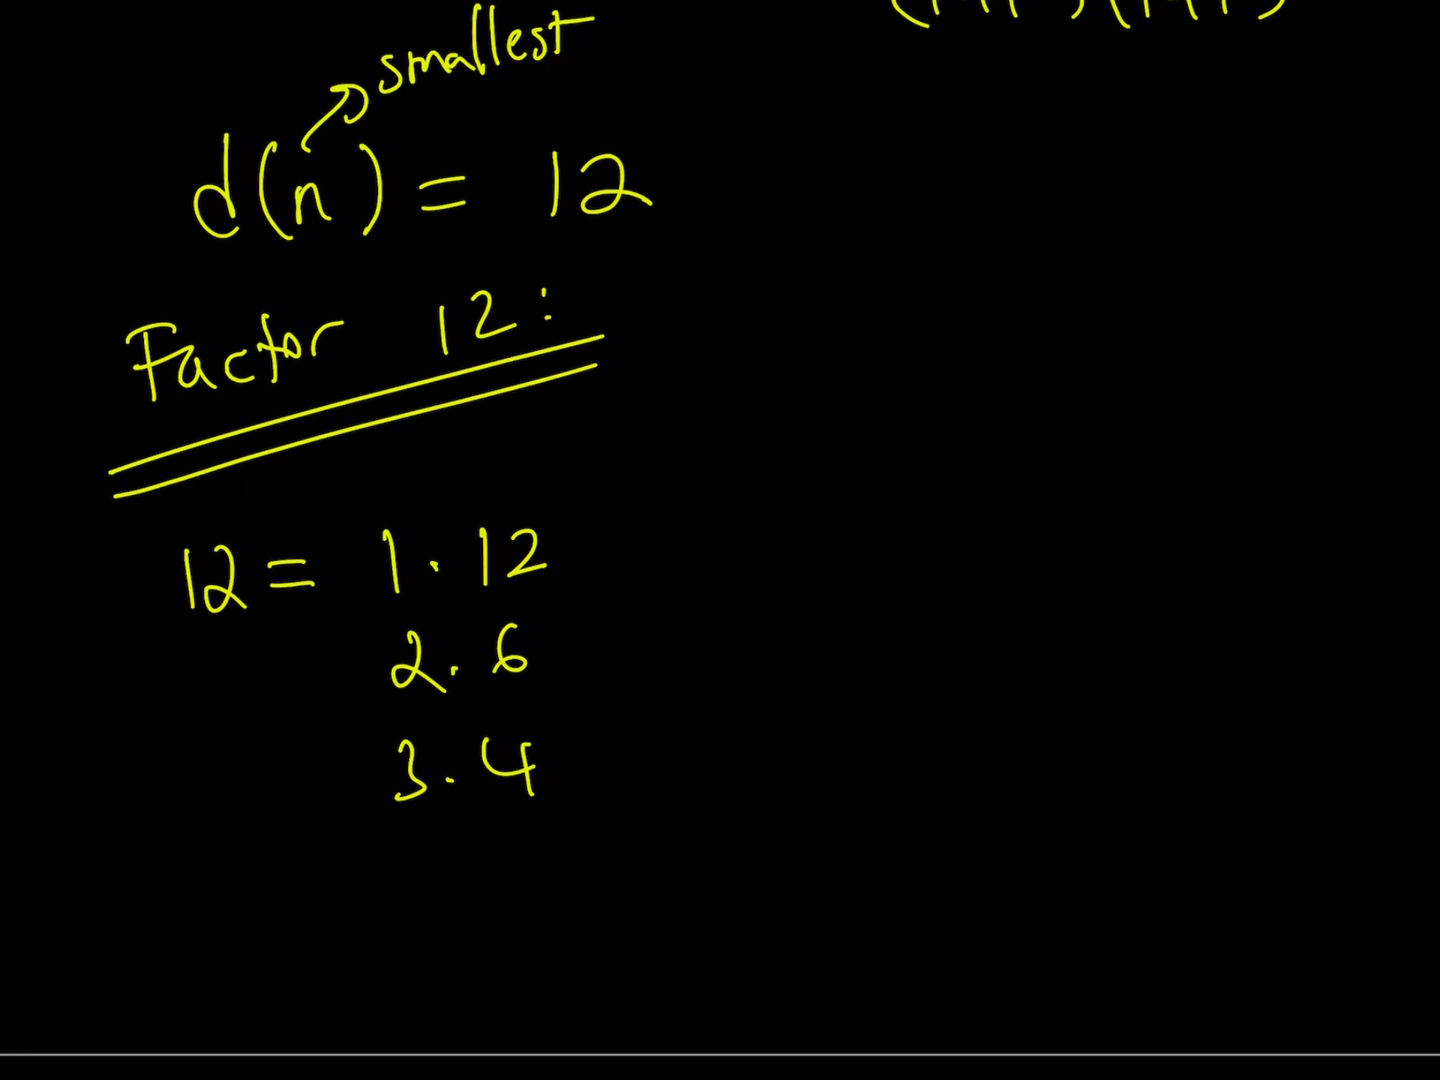 smallest
d(n) = 12
Factor 12:
12 = 1 · 12
2 · 6
3 · 4